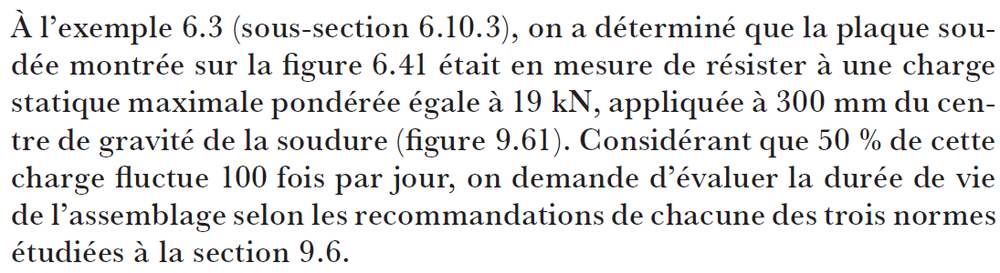 À l'exemple 6.3 (sous-section 6.10.3), on a déterminé que la plaque sou-
dée montrée sur la figure 6.41 était en mesure de résister à une charge
statique maximale pondérée égale à 19 kN, appliquée à 300 mm du cen-
tre de gravité de la soudure (figure 9.61). Considérant que 50 % de cette
charge fluctue 100 fois par jour, on demande d'évaluer la durée de vie
de l'assemblage selon les recommandations de chacune des trois normes
étudiées à la section 9.6.